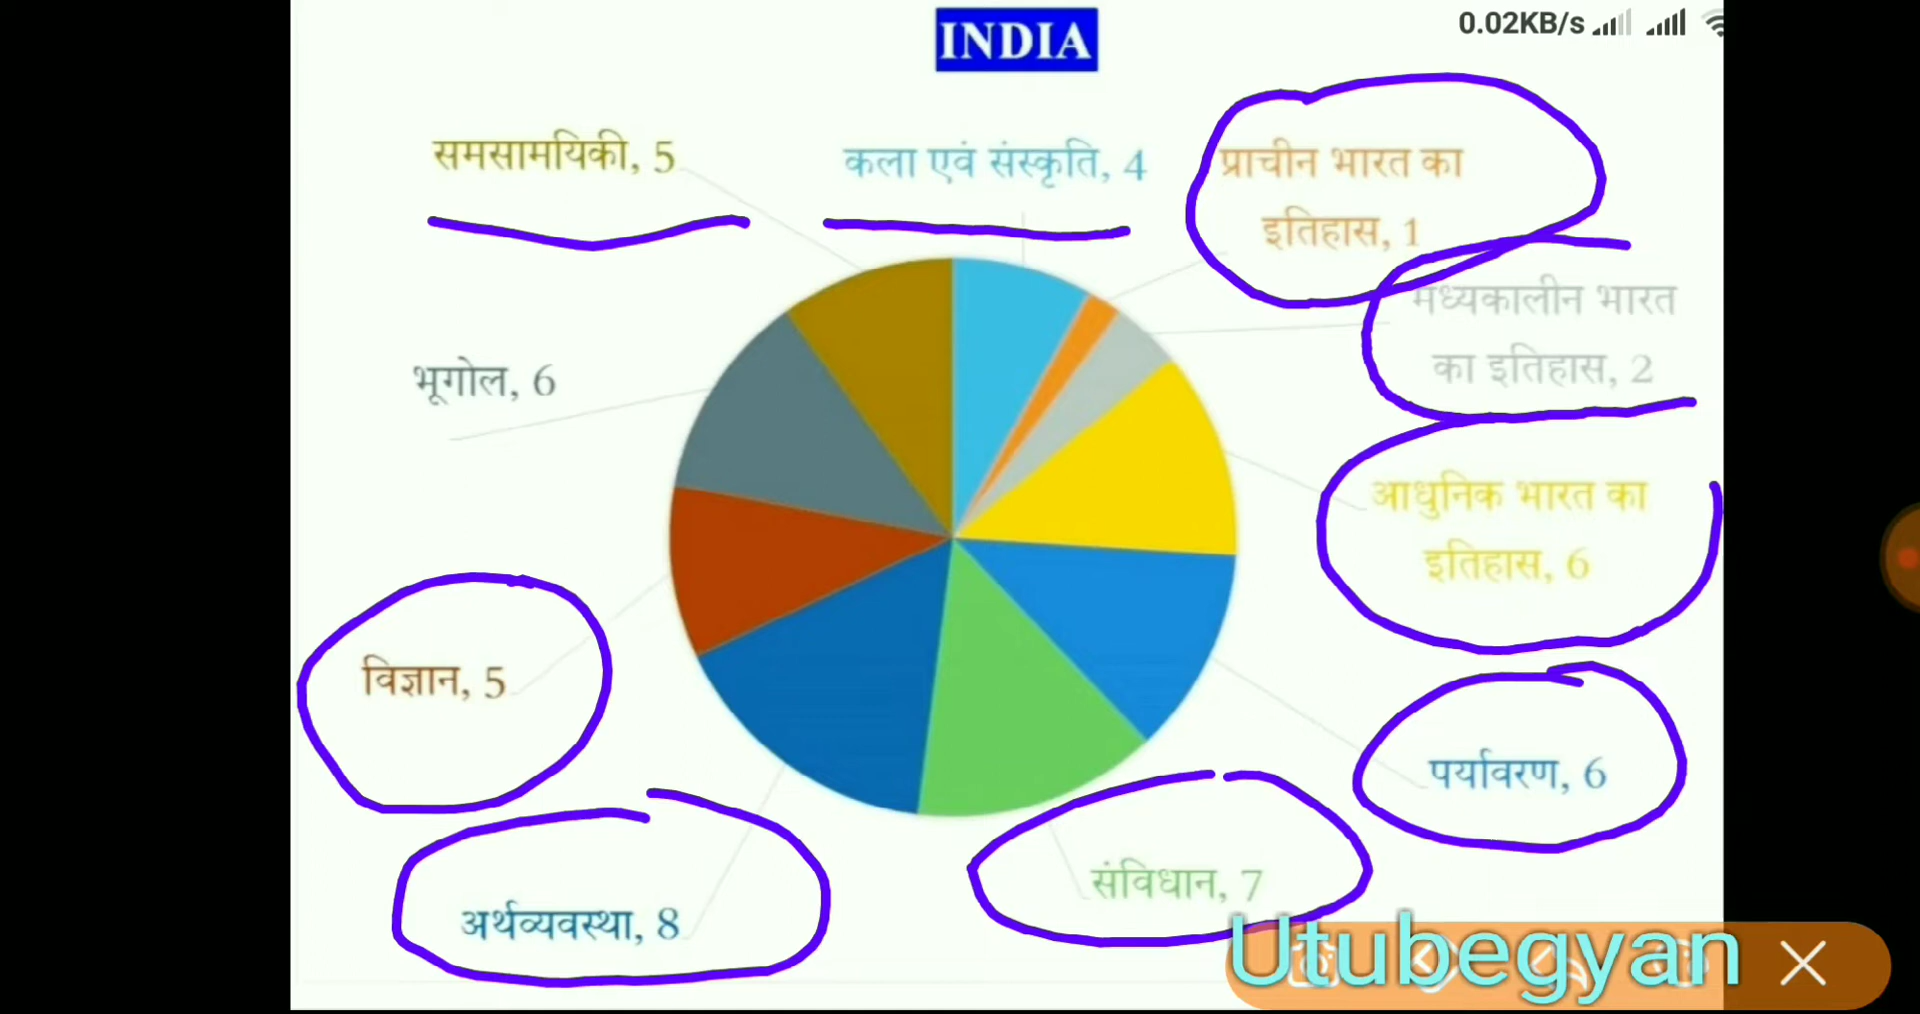 INDIA
0.02KB/s
समसामयिकी, 5
कला एवं संस्कृति, 4
प्राचीन भारत का
इतिहास, 1
मध्यकालीन भारत
का इतिहास, 2
भूगोल, 6
आधुनिक भारत का
इतिहास, 6
विज्ञान, 5
पर्यावरण, 6
संविधान, 7
अर्थव्यवस्था, 8
Utubegyan